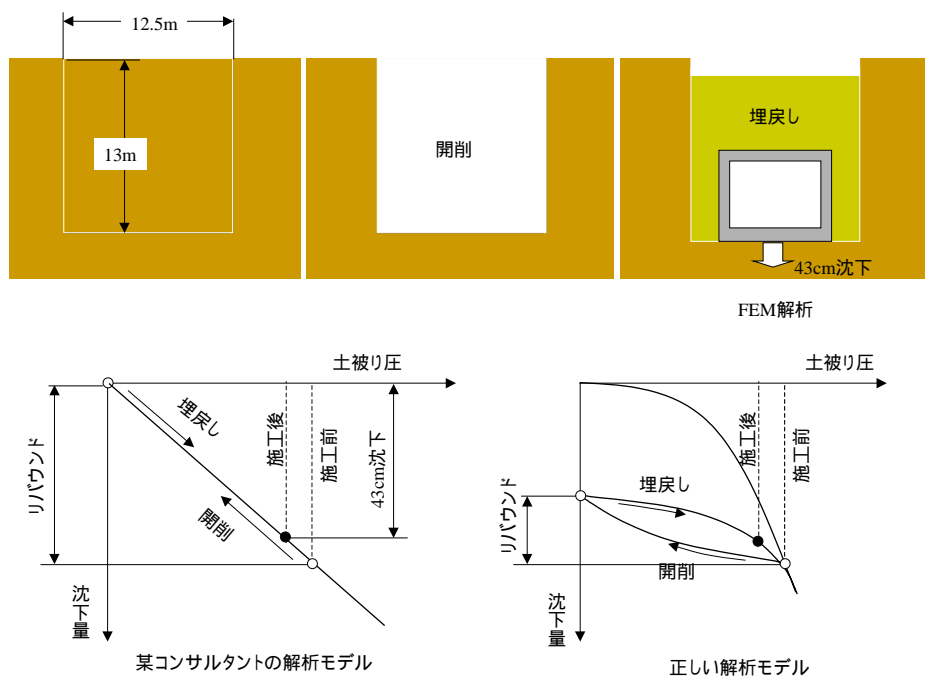 12.5m
13m
開削
埋戻し
43cm沈下
FEM解析
土被り圧
埋戻し
開削
リバウンド
施工後
施工前
43cm沈下
沈下量
某コンサルタントの解析モデル
土被り圧
施工後
施工前
埋戻し
開削
リバウンド
沈下量
正しい解析モデル